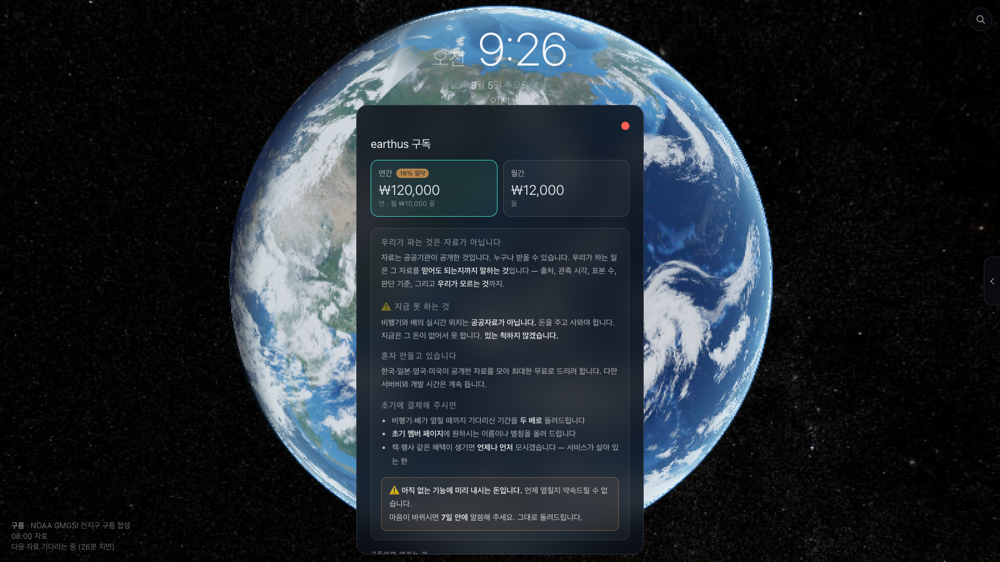 HUD
오전 9:26
8월 5일 수요일
earthus 구독
연간 16% 절약
₩120,000
연 · 월 ₩10,000 꼴
월간
₩12,000
월
우리가 파는 것은 자료가 아닙니다
자료는 공공기관이 공개한 것입니다. 누구나 받을 수 있습니다. 우리가 하는 일
은 그 자료를 믿어도 되는지까지 말하는 것입니다 — 출처, 관측 시각, 표본 수,
판단 기준, 그리고 우리가 모르는 것까지.
⚠️ 지금 못 하는 것
비행기와 배의 실시간 위치는 공공자료가 아닙니다. 돈을 주고 사와야 합니다.
지금은 그 돈이 없어서 못 합니다. 있는 척하지 않겠습니다.
혼자 만들고 있습니다
한국·일본·영국·미국이 공개한 자료를 모아 최대한 무료로 드리려 합니다. 다만
서버비와 개발 시간은 계속 듭니다.
초기에 결제해 주시면
• 비행기·배가 열릴 때까지 기다리신 기간을 두 배로 돌려드립니다
• 초기 멤버 페이지에 원하시는 이름이나 별칭을 올려 드립니다
• 책·행사 같은 혜택이 생기면 언제나 먼저 모시겠습니다 — 서비스가 살아 있
는 한
⚠️ 아직 없는 기능에 미리 내시는 돈입니다. 언제 열릴지 약속드릴 수 없
습니다.
마음이 바뀌시면 7일 안에 말씀해 주세요. 그대로 돌려드립니다.
구름 · NOAA GMGSI 전지구 구름 합성
08:00 자료
다음 자료 기다리는 중 (26분 지연)